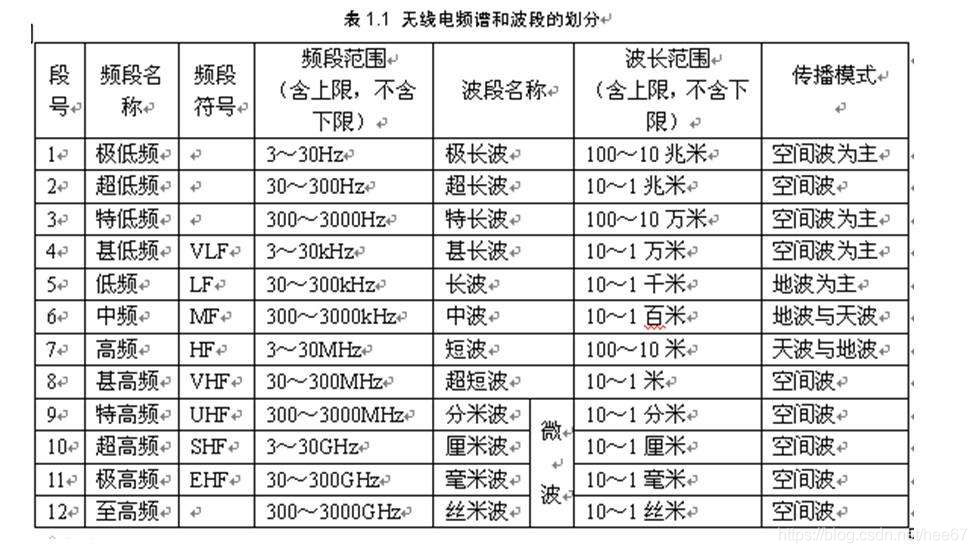 表 1.1 无线电频谱和波段的划分
段号 频段名称 频段符号 频段范围（含上限，不含下限） 波段名称 波长范围（含上限，不含下限） 传播模式
1 极低频 3～30Hz 极长波 100～10 兆米 空间波为主
2 超低频 30～300Hz 超长波 10～1 兆米 空间波
3 特低频 300～3000Hz 特长波 100～10 万米 空间波为主
4 甚低频 VLF 3～30kHz 甚长波 10～1 万米 空间波为主
5 低频 LF 30～300kHz 长波 10～1 千米 地波为主
6 中频 MF 300～3000kHz 中波 10～1 百米 地波与天波
7 高频 HF 3～30MHz 短波 100～10 米 天波与地波
8 甚高频 VHF 30～300MHz 超短波 10～1 米 空间波
9 特高频 UHF 300～3000MHz 分米波 微波 10～1 分米 空间波
10 超高频 SHF 3～30GHz 厘米波 10～1 厘米 空间波
11 极高频 EHF 30～300GHz 毫米波 10～1 毫米 空间波
12 至高频 300～3000GHz 丝米波 10～1 丝米 空间波